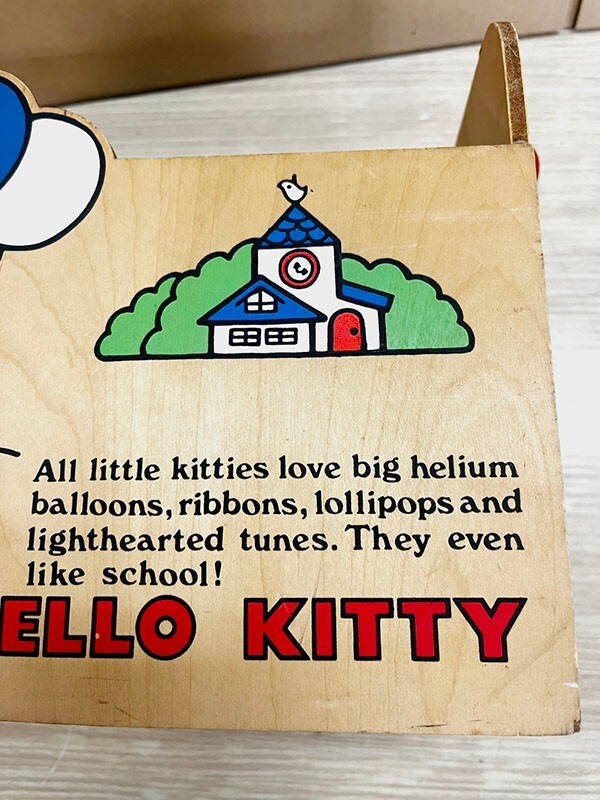 All little kitties love big helium
balloons, ribbons, lollipops and
lighthearted tunes. They even
like school!
ELLO KITTY